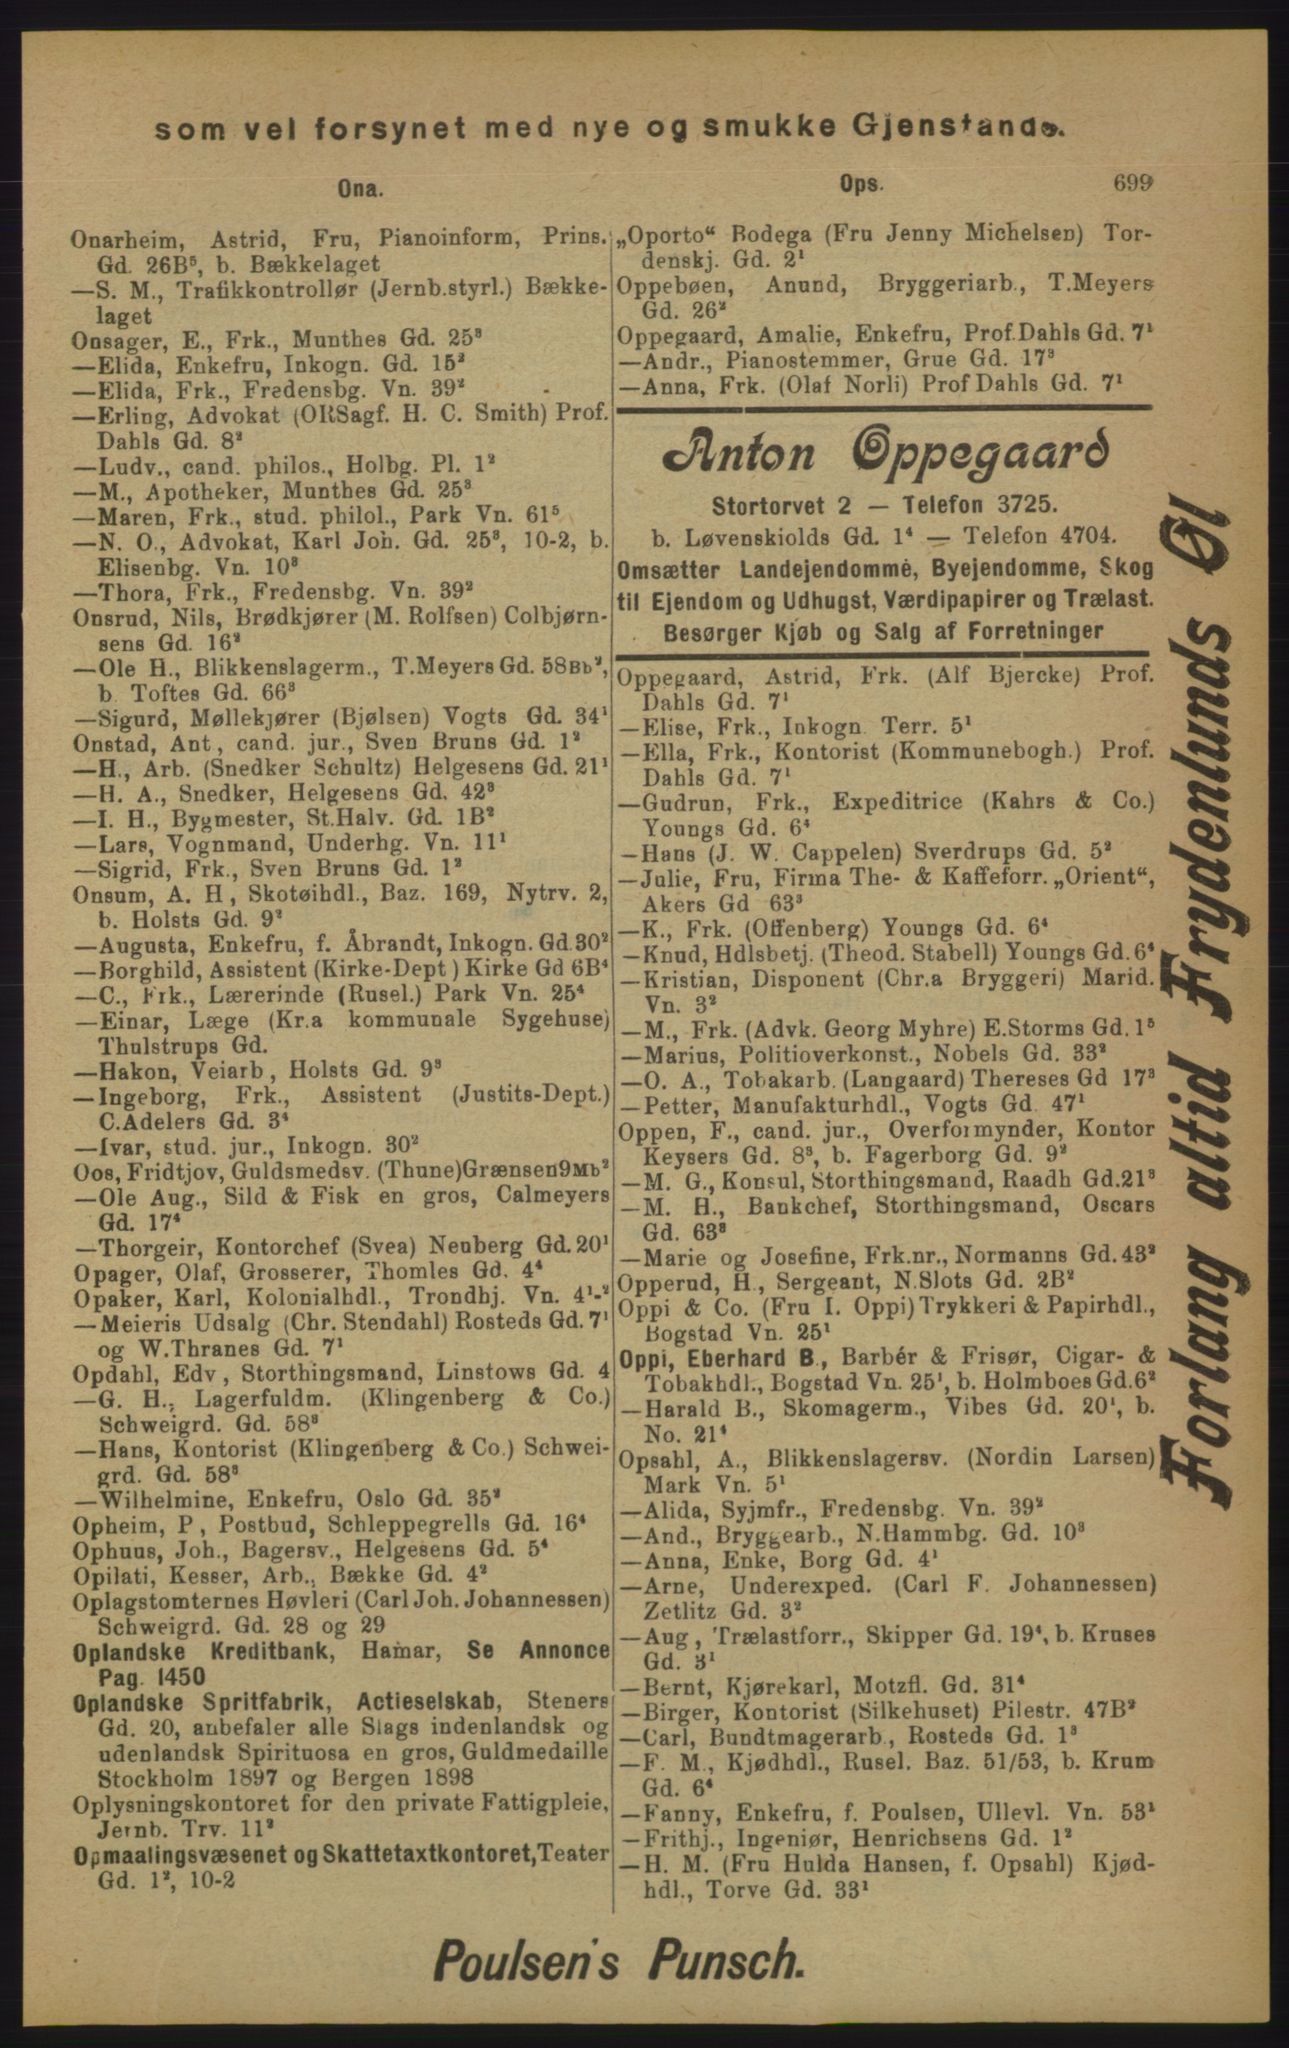 som vel forsynet med nye og smukke Gjenstande.
Ona.
Ops.
699
Onarheim, Astrid, Fru, Pianoinform, Prins.
Gd. 26B⁵, b. Bækkelaget
—S. M., Trafikkontrollør (Jernb.styrl.) Bække-
laget
Onsager, E., Frk., Munthes Gd. 25³
—Elida, Enkefru, Inkogn. Gd. 15²
—Elida, Frk., Fredensbg. Vn. 39²
—Erling, Advokat (ORSagf. H. C. Smith) Prof.
Dahls Gd. 8²
—Ludv., cand. philos., Holbg. Pl. 1²
—M., Apotheker, Munthes Gd. 25³
—Maren, Frk., stud. philol., Park Vn. 61⁵
—N. O., Advokat, Karl Joh. Gd. 25³, 10-2, b.
Elisenbg. Vn. 10³
—Thora, Frk., Fredensbg. Vn. 39²
Onsrud, Nils, Brødkjører (M. Rolfsen) Colbjørn-
sens Gd. 16²
—Ole H., Blikkenslagerm., T.Meyers Gd. 58Bb²,
b. Toftes Gd. 66³
—Sigurd, Møllekjører (Bjølsen) Vogts Gd. 34¹
Onstad, Ant, cand. jur., Sven Bruns Gd. 1²
—H., Arb. (Snedker Schultz) Helgesens Gd. 21¹
—H. A., Snedker, Helgesens Gd. 42³
—I. H., Bygmester, St.Halv. Gd. 1B²
—Lars, Vognmand, Underhg. Vn. 11¹
—Sigrid, Frk., Sven Bruns Gd. 1²
Onsum, A. H, Skotøihdl., Baz. 169, Nytrv. 2,
b. Holsts Gd. 9²
—Augusta, Enkefru, f. Åbrandt, Inkogn. Gd.30²
—Borghild, Assistent (Kirke-Dept) Kirke Gd 6B⁴
—C., Frk., Lærerinde (Rusel.) Park Vn. 25⁴
—Einar, Læge (Kr.a kommunale Sygehuse)
Thulstrups Gd.
—Hakon, Veiarb, Holsts Gd. 9³
—Ingeborg, Frk., Assistent (Justits-Dept.)
C.Adelers Gd. 3⁴
—Ivar, stud. jur., Inkogn. 30²
Oos, Fridtjov, Guldsmedsv. (Thune)Grænsen9Mb²
—Ole Aug., Sild & Fisk en gros, Calmeyers
Gd. 17⁴
—Thorgeir, Kontorchef (Svea) Neuberg Gd.20¹
Opager, Olaf, Grosserer, Thomles Gd. 4⁴
Opaker, Karl, Kolonialhdl., Trondhj. Vn. 4¹-²
—Meieris Udsalg (Chr. Stendahl) Rosteds Gd. 7¹
og W.Thranes Gd. 7¹
Opdahl, Edv, Storthingsmand, Linstows Gd. 4
—G. H., Lagerfuldm. (Klingenberg & Co.)
Schweigrd. Gd. 58³
—Hans, Kontorist (Klingenberg & Co.) Schwei-
grd. Gd. 58³
—Wilhelmine, Enkefru, Oslo Gd. 35²
Opheim, P, Postbud, Schleppegrells Gd. 16⁴
Ophuus, Joh., Bagersv., Helgesens Gd. 5⁴
Opilati, Kesser, Arb., Bække Gd. 4²
Oplagstomternes Høvleri (Carl Joh. Johannessen)
Schweigrd. Gd. 28 og 29
Oplandske Kreditbank, Hamar, Se Annonce
Pag. 1450
Oplandske Spritfabrik, Actieselskab, Steners
Gd. 20, anbefaler alle Slags indenlandsk og
udenlandsk Spirituosa en gros, Guldmedaille
Stockholm 1897 og Bergen 1898
Oplysningskontoret for den private Fattigpleie,
Jernb. Trv. 11²
Opmaalingsvæsenet og Skattetaxtkontoret,Teater
Gd. 1², 10-2
„Oporto“ Bodega (Fru Jenny Michelsen) Tor-
denskj. Gd. 2¹
Oppebøen, Anund, Bryggeriarb., T.Meyers
Gd. 26²
Oppegaard, Amalie, Enkefru, Prof.Dahls Gd. 7¹
—Andr., Pianostemmer, Grue Gd. 17³
—Anna, Frk. (Olaf Norli) Prof Dahls Gd. 7¹
Anton Oppegaard
Stortorvet 2 — Telefon 3725.
b. Løvenskiolds Gd. 1⁴ — Telefon 4704.
Omsætter Landejendomme, Byejendomme, Skog
til Ejendom og Udhugst, Værdipapirer og Trælast.
Besørger Kjøb og Salg af Forretninger
Oppegaard, Astrid, Frk. (Alf Bjercke) Prof.
Dahls Gd. 7¹
—Elise, Frk., Inkogn. Terr. 5¹
—Ella, Frk., Kontorist (Kommunebogh.) Prof.
Dahls Gd. 7¹
—Gudrun, Frk., Expeditrice (Kahrs & Co.)
Youngs Gd. 6⁴
—Hans (J. W. Cappelen) Sverdrups Gd. 5²
—Julie, Fru, Firma The- & Kaffeforr. „Orient“,
Akers Gd 63³
—K., Frk. (Offenberg) Youngs Gd. 6⁴
—Knud, Hdlsbetj. (Theod. Stabell) Youngs Gd.6⁴
—Kristian, Disponent (Chr.a Bryggeri) Marid.
Vn. 3²
—M., Frk. (Advk. Georg Myhre) E.Storms Gd.1⁵
—Marius, Politioverkonst., Nobels Gd. 33²
—O. A., Tobakarb. (Langaard) Thereses Gd 17³
—Petter, Manufakturhdl., Vogts Gd. 47¹
Oppen, F., cand. jur., Overformynder, Kontor
Keysers Gd. 8³, b. Fagerborg Gd. 9²
—M. G., Konsul, Storthingsmand, Raadh Gd.21³
—M. H., Bankchef, Storthingsmand, Oscars
Gd. 63³
—Marie og Josefine, Frk.nr., Normanns Gd. 43²
Opperud, H., Sergeant, N.Slots Gd. 2B²
Oppi & Co. (Fru I. Oppi) Trykkeri & Papirhdl.,
Bogstad Vn. 25¹
Oppi, Eberhard B., Barbér & Frisør, Cigar- &
Tobakhdl., Bogstad Vn. 25¹, b. Holmboes Gd.6²
—Harald B., Skomagerm., Vibes Gd. 20¹, b.
No. 21⁴
Opsahl, A., Blikkenslagersv. (Nordin Larsen)
Mark Vn. 5¹
—Alida, Syjmfr., Fredensbg. Vn. 39²
—And., Bryggearb., N.Hammbg. Gd. 10³
—Anna, Enke, Borg Gd. 4¹
—Arne, Underexped. (Carl F. Johannessen)
Zetlitz Gd. 3²
—Aug, Trælastforr., Skipper Gd. 19⁴, b. Kruses
Gd. 3¹
—Bernt, Kjørekarl, Motzfl. Gd. 31⁴
—Birger, Kontorist (Silkehuset) Pilestr. 47B²
—Carl, Bundtmagerarb., Rosteds Gd. 1³
—F. M., Kjødhdl., Rusel. Baz. 51/53, b. Krum
Gd. 6⁴
—Fanny, Enkefru, f. Poulsen, Ullevl. Vn. 53¹
—Frithj., Ingeniør, Henrichsens Gd. 1²
—H. M. (Fru Hulda Hansen, f. Opsahl) Kjød-
hdl., Torve Gd. 33¹
Forlang altid Frydenlunds Øl
Poulsen's Punsch.